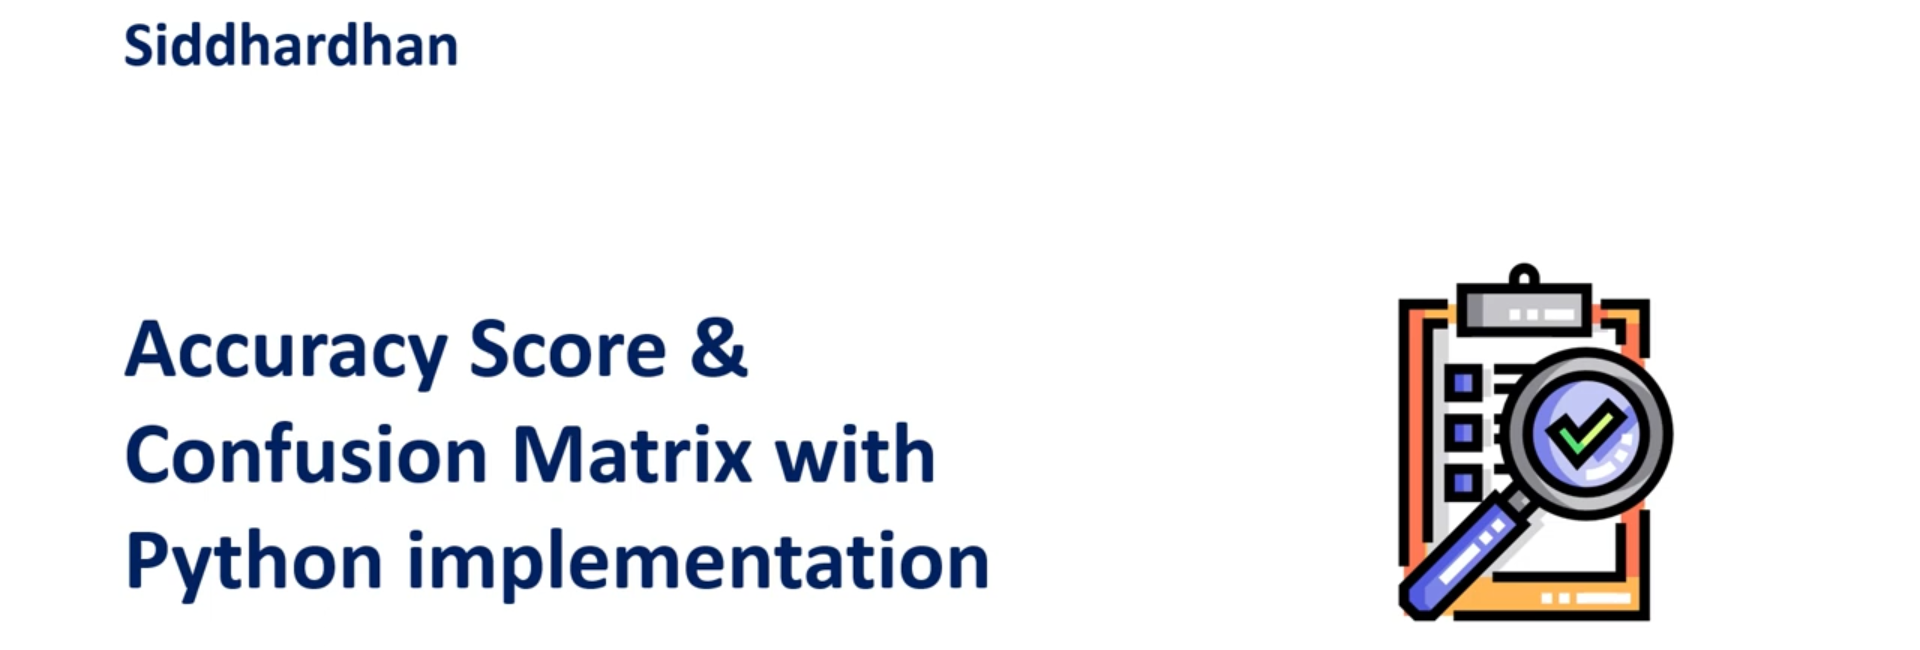 Siddhardhan
Accuracy Score &
Confusion Matrix with
Python implementation